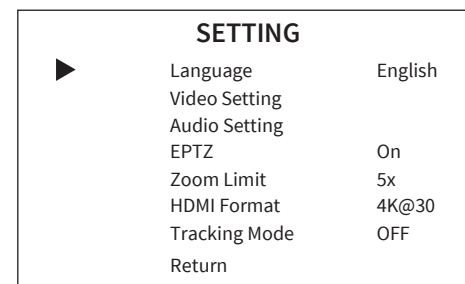 SETTING
Language English
Video Setting
Audio Setting
EPTZ On
Zoom Limit 5x
HDMI Format 4K@30
Tracking Mode OFF
Return